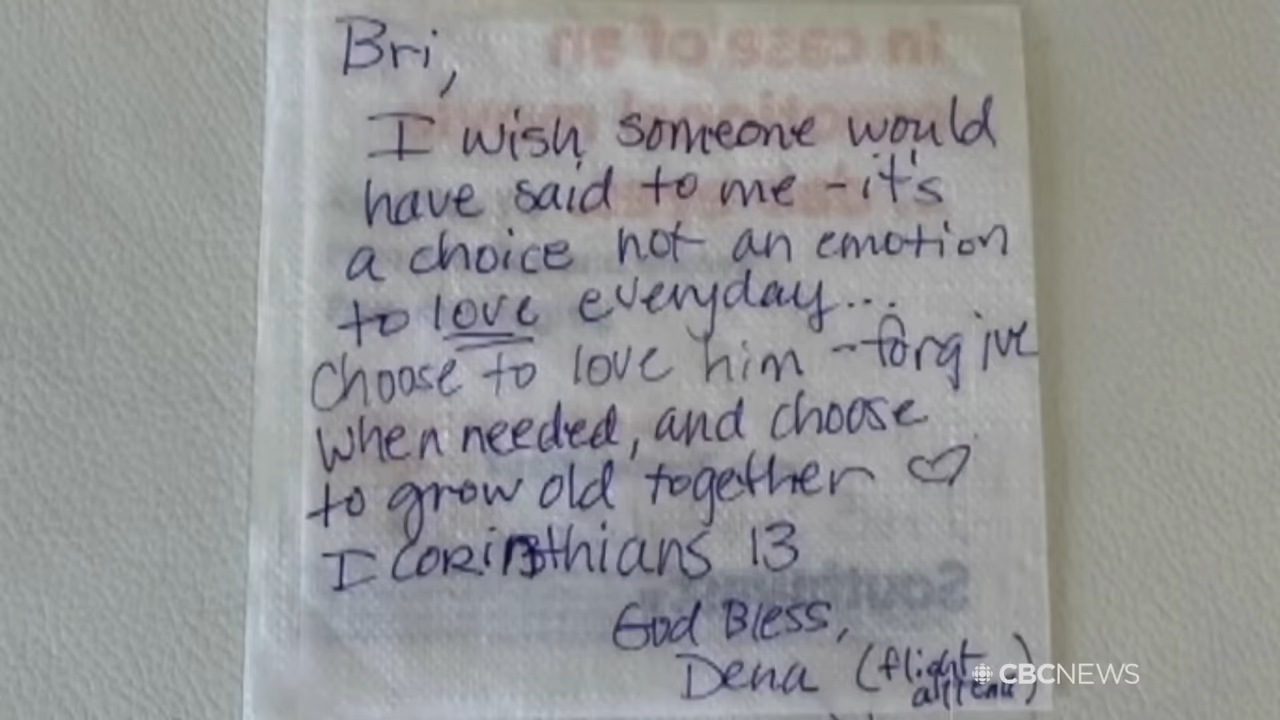 Bri,
I wish someone would
have said to me - it's
a choice not an emotion
to love everyday...
choose to love him - forgive
when needed, and choose
to grow old together ♡
I Corinthians 13
God Bless,
Dena (flight
CBCNEWS